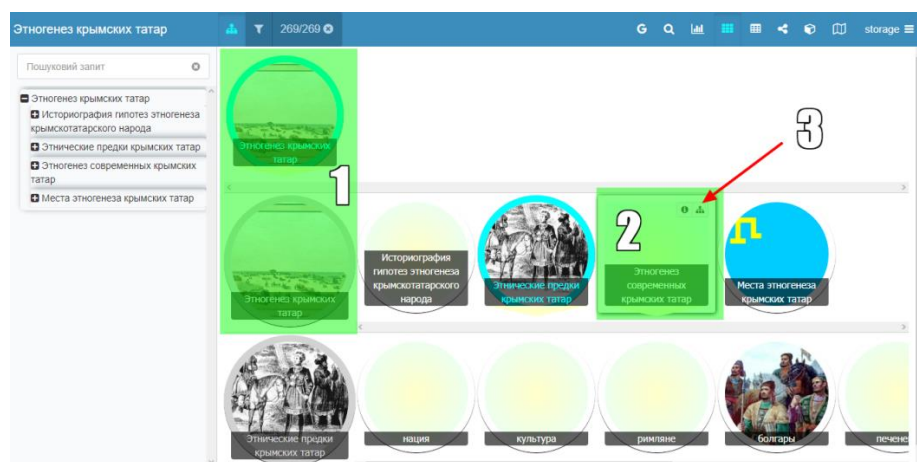 Этногенез крымских татар
269/269
storage
Пошуковий запит
Этногенез крымских татар
Историография гипотез этногенеза
крымскотатарского народа
Этнические предки крымских татар
Этногенез современных крымских
татар
Места этногенеза крымских татар
Этногенез крымских
татар
1
2
3
Этногенез крымских
татар
Историография
гипотез этногенеза
крымскотатарского
народа
Этнические предки
крымских татар
Этногенез
современных
крымских татар
Места этногенеза
крымских татар
Этнические предки
крымских татар
нация
культура
римляне
болгары
печене